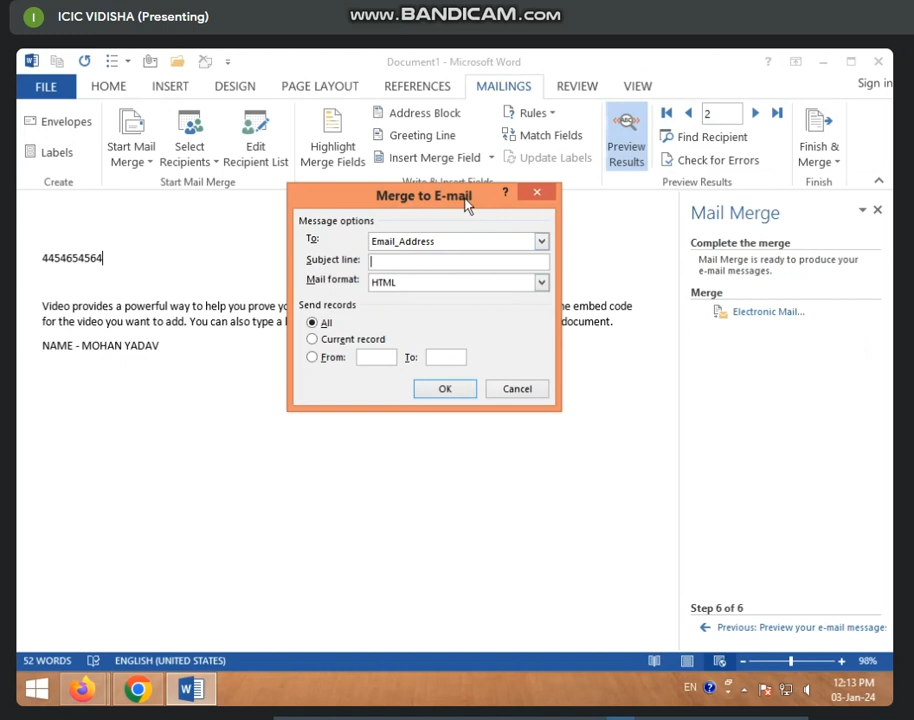 I ICIC VIDISHA (Presenting)
www.BANDICAM.com
Document1 - Microsoft Word
?
FILE HOME INSERT DESIGN PAGE LAYOUT REFERENCES MAILINGS REVIEW VIEW Sign in
Envelopes
Labels
Create
Start Mail Merge
Select Recipients
Edit Recipient List
Start Mail Merge
Highlight Merge Fields
Address Block
Greeting Line
Insert Merge Field
Rules
Match Fields
Update Labels
Write & Insert Fields
ABC
Preview Results
2
Find Recipient
Check for Errors
Preview Results
Finish & Merge
Finish
Merge to E-mail ?
Message options
To: Email_Address
Subject line:
Mail format: HTML
Send records
All
Current record
From: To:
OK Cancel
4454654564
Video provides a powerful way to help you prove yo
he embed code
for the video you want to add. You can also type a
document.
NAME - MOHAN YADAV
Mail Merge
Complete the merge
Mail Merge is ready to produce your
e-mail messages.
Merge
Electronic Mail...
Step 6 of 6
Previous: Preview your e-mail messages
52 WORDS ENGLISH (UNITED STATES) 98%
EN ? 12:13 PM
03-Jan-24